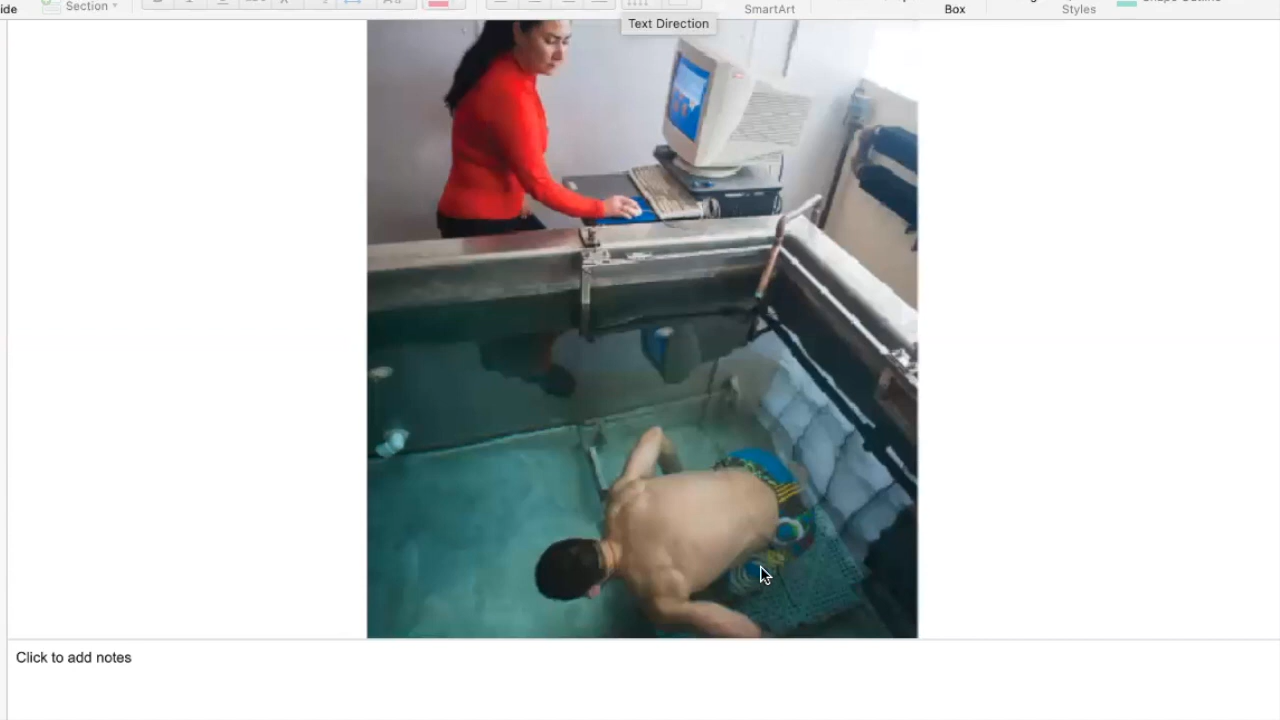 ide
Section
SmartArt
Box
Styles
Text Direction
Click to add notes